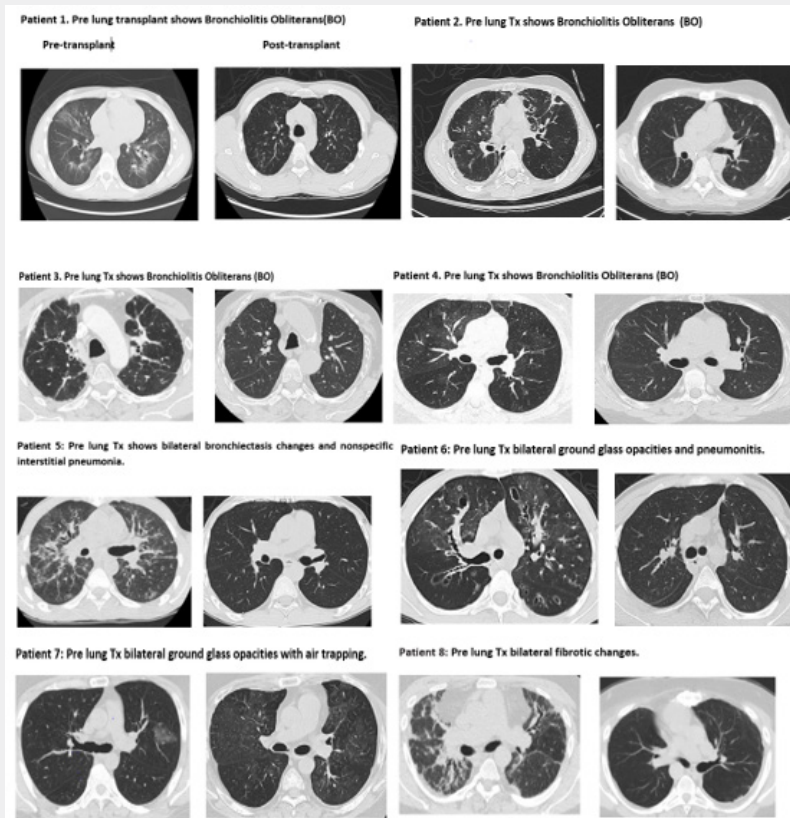 Patient 1. Pre lung transplant shows Bronchiolitis Obliterans(BO)
Pre-transplant
Post-transplant
Patient 2. Pre lung Tx shows Bronchiolitis Obliterans (BO)
Patient 3. Pre lung Tx shows Bronchiolitis Obliterans (BO)
Patient 4. Pre lung Tx shows Bronchiolitis Obliterans (BO)
Patient 5: Pre lung Tx shows bilateral bronchiectasis changes and nonspecific
interstitial pneumonia.
Patient 6: Pre lung Tx bilateral ground glass opacities and pneumonitis.
Patient 7: Pre lung Tx bilateral ground glass opacities with air trapping.
Patient 8: Pre lung Tx bilateral fibrotic changes.